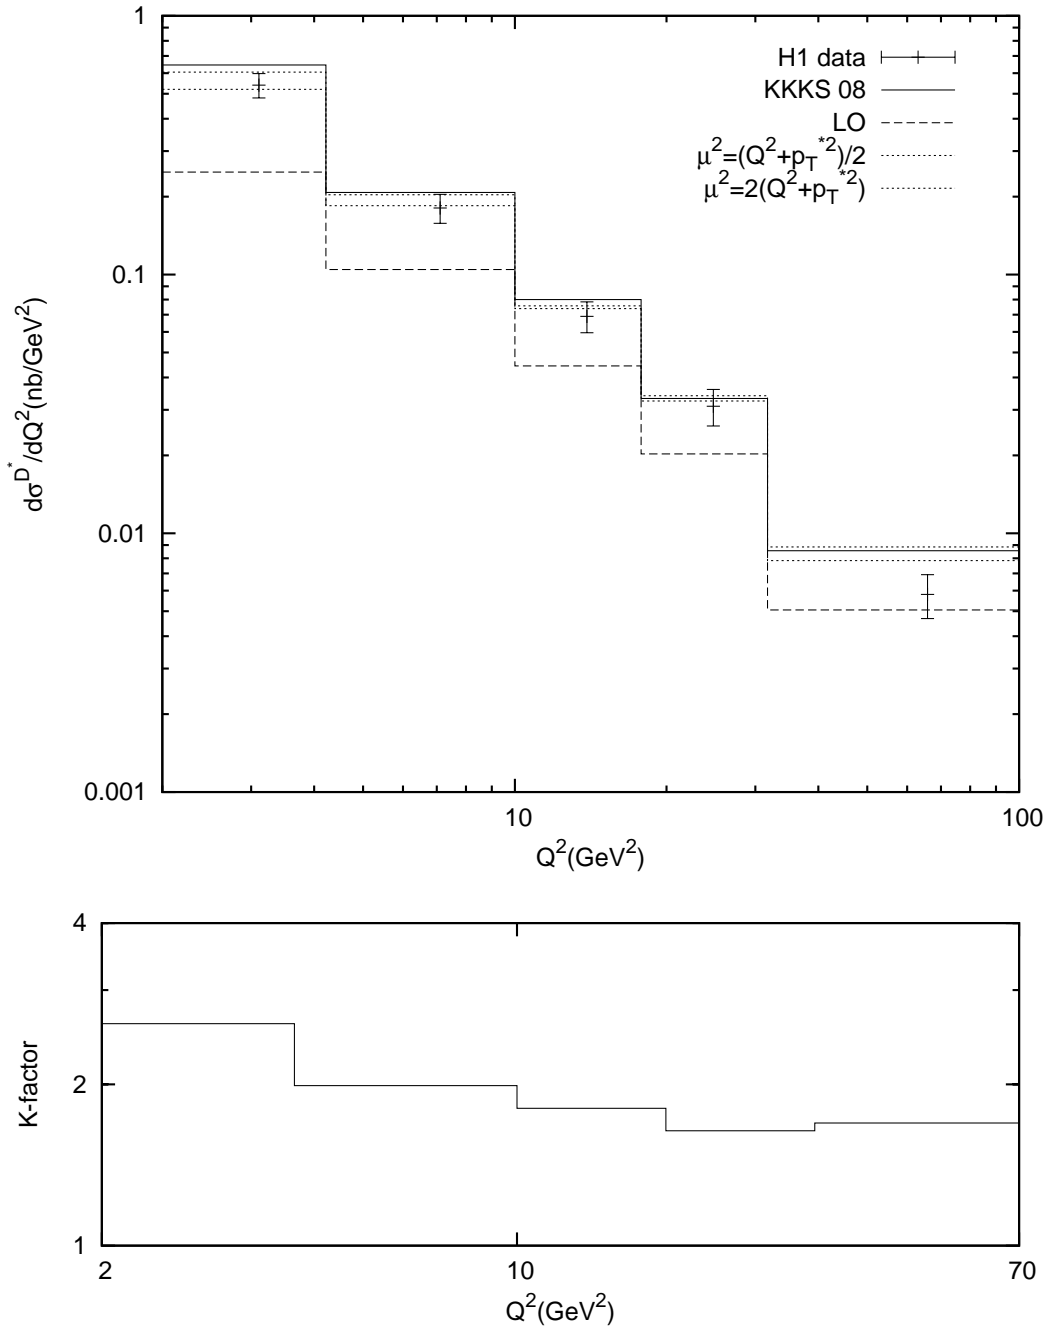 1
H1 data
KKKS 08
LO
μ²=(Q²+p_T*²)/2
μ²=2(Q²+p_T*²)
0.1
dσ^D*/dQ²(nb/GeV²)
0.01
0.001
10
100
Q²(GeV²)
4
K-factor
2
1
2
10
70
Q²(GeV²)